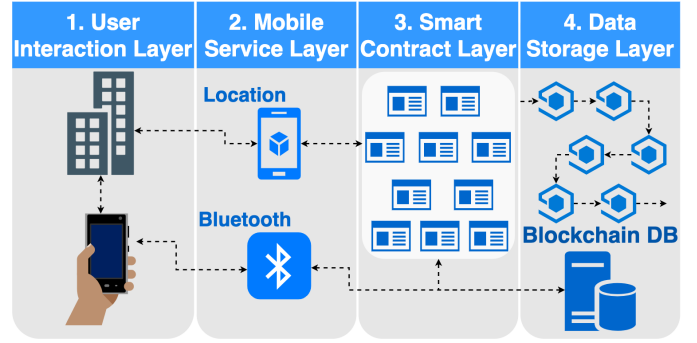 1. User
Interaction Layer
2. Mobile
Service Layer
3. Smart
Contract Layer
4. Data
Storage Layer
Location
Bluetooth
Blockchain DB